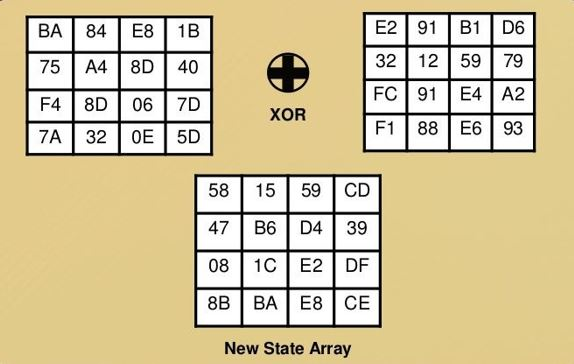 BA 84 E8 1B
75 A4 8D 40
F4 8D 06 7D
7A 32 0E 5D
XOR
E2 91 B1 D6
32 12 59 79
FC 91 E4 A2
F1 88 E6 93
58 15 59 CD
47 B6 D4 39
08 1C E2 DF
8B BA E8 CE
New State Array